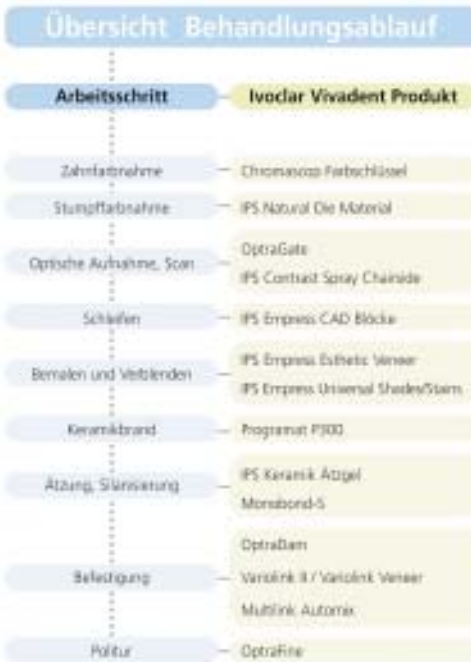 Übersicht Behandlungsablauf
Arbeitsschritt
Ivoclar Vivadent Produkt
Zahnfarbnahme
Chromascop Farbschlüssel
Stumpffarbnahme
IPS Natural Die Material
Optische Aufnahme, Scan
OptraGate
IPS Contrast Spray Chairside
Schleifen
IPS Empress CAD Blöcke
Bemalen und Verblenden
IPS Empress Esthetic Veneer
IPS Empress Universal Shades/Stains
Keramikbrand
Programat P300
Ätzung, Silanisierung
IPS Keramik Ätzgel
Monobond-S
Befestigung
OptraDam
Variolink II / Variolink Veneer
Multilink Automix
Politur
OptraFine